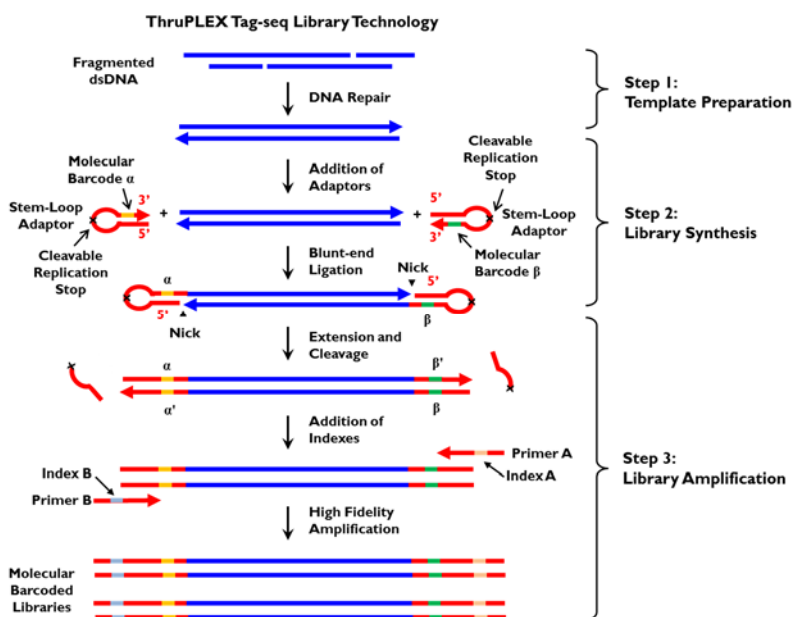 ThruPLEX Tag-seq Library Technology
Fragmented
dsDNA
DNA Repair
Step 1:
Template Preparation
Molecular
Barcode α
3’
5’
Stem-Loop
Adaptor
Cleavable
Replication
Stop
+
Addition of
Adaptors
+
5’
3’
Cleavable
Replication
Stop
Stem-Loop
Adaptor
Molecular
Barcode β
Step 2:
Library Synthesis
Blunt-end
Ligation
α
Nick
5’
5’
Nick
β
Extension and
Cleavage
α
β’
α’
β
Addition of
Indexes
Primer A
Index A
Index B
Primer B
Step 3:
Library Amplification
High Fidelity
Amplification
Molecular
Barcoded
Libraries